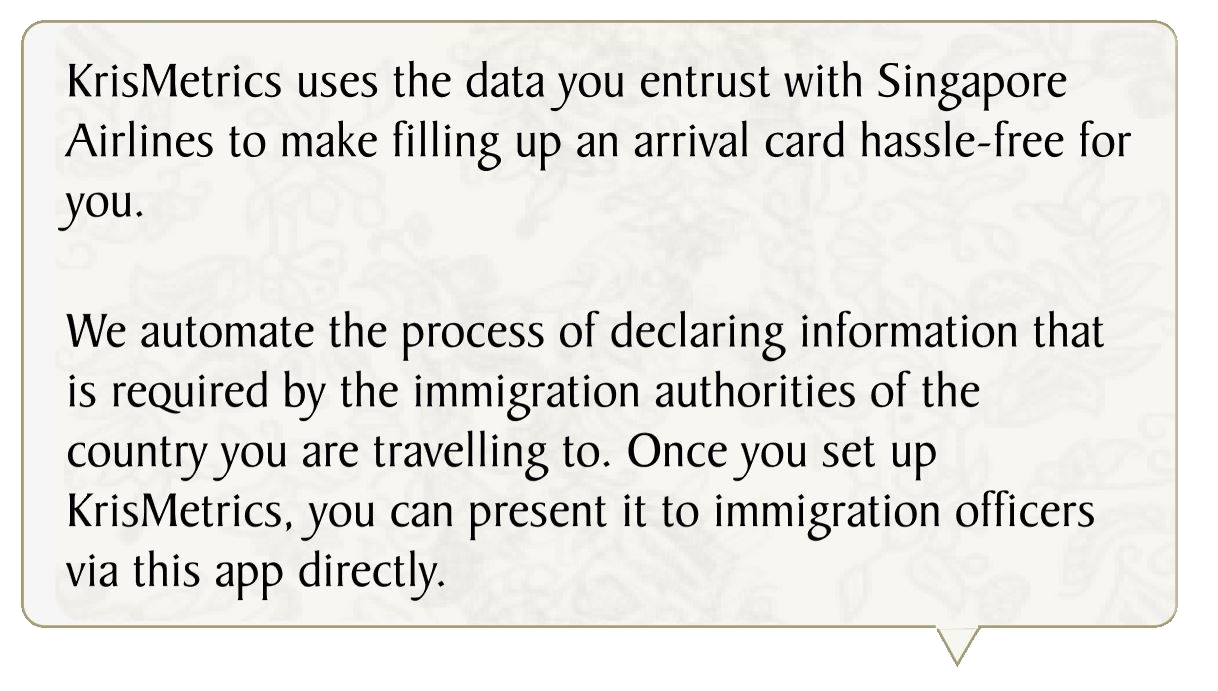 KrisMetrics uses the data you entrust with Singapore
Airlines to make filling up an arrival card hassle-free for
you.
We automate the process of declaring information that
is required by the immigration authorities of the
country you are travelling to. Once you set up
KrisMetrics, you can present it to immigration officers
via this app directly.